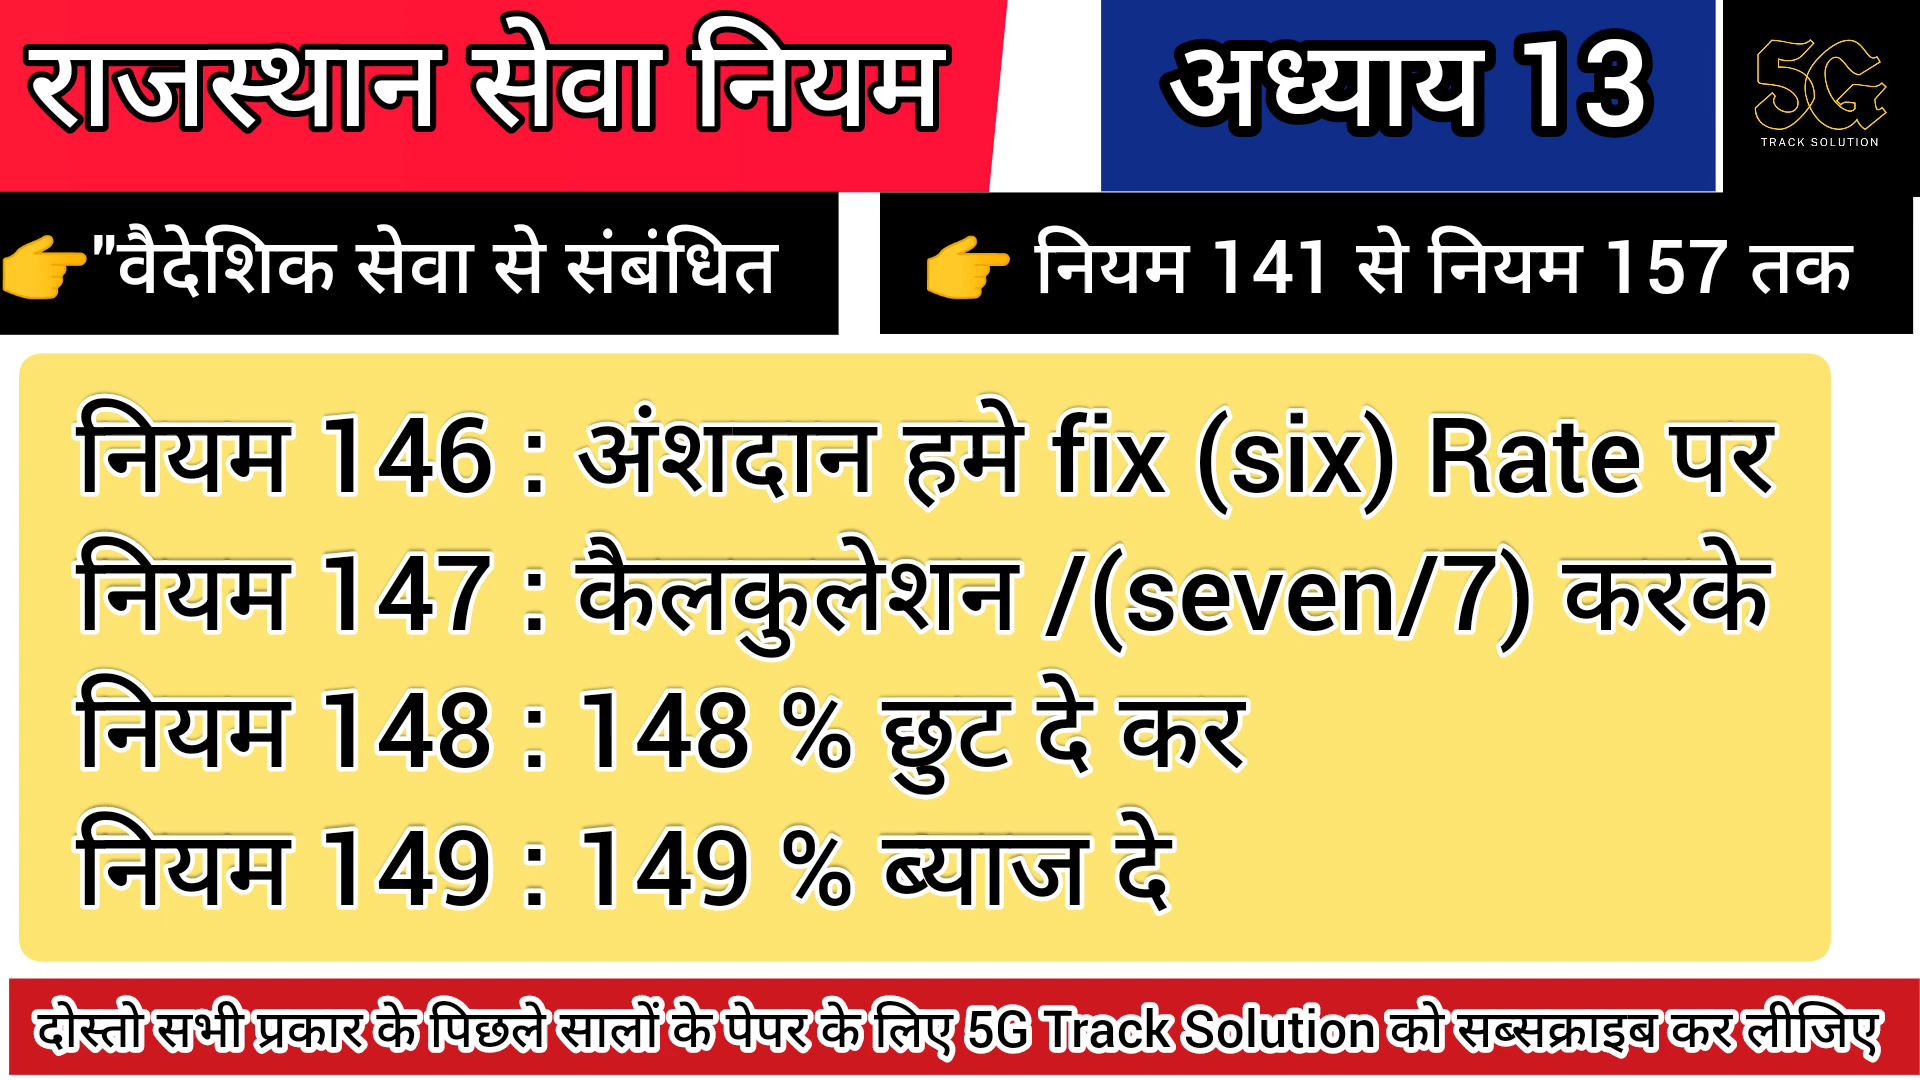 राजस्थान सेवा नियम
अध्याय 13
5G
TRACK SOLUTION
👉"वैदेशिक सेवा से संबंधित
👉 नियम 141 से नियम 157 तक
नियम 146 : अंशदान हमे fix (six) Rate पर
नियम 147 : कैलकुलेशन /(seven/7) करके
नियम 148 : 148 % छुट दे कर
नियम 149 : 149 % ब्याज दे
दोस्तो सभी प्रकार के पिछले सालों के पेपर के लिए 5G Track Solution को सब्सक्राइब कर लीजिए